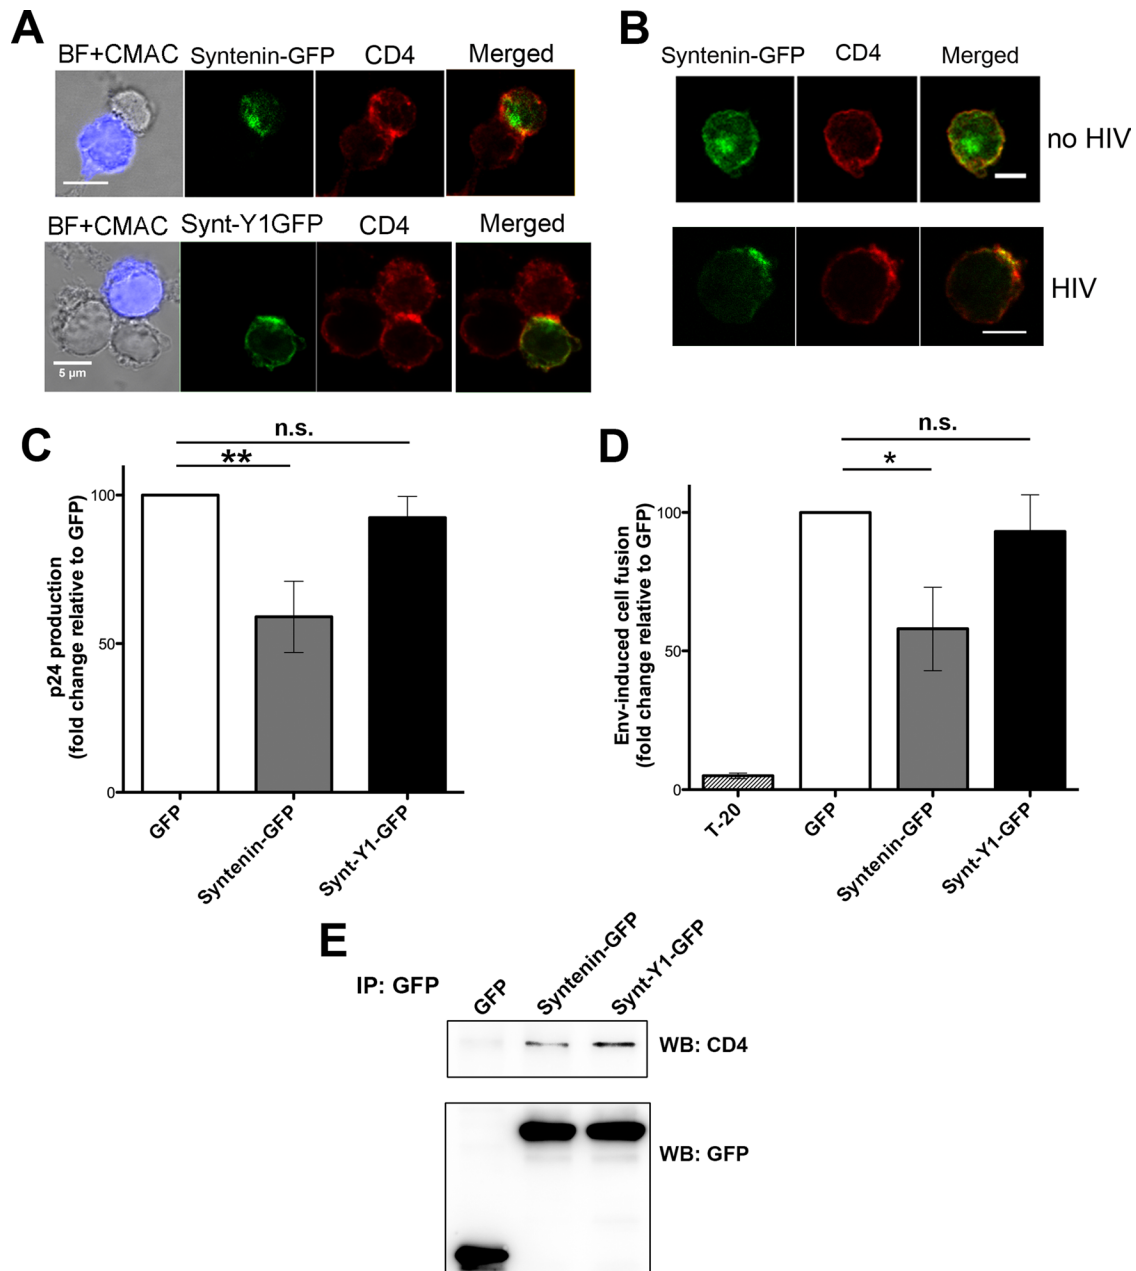 A
BF+CMAC Syntenin-GFP CD4 Merged
BF+CMAC Synt-Y1GFP CD4 Merged
5 µm
B
Syntenin-GFP CD4 Merged
no HIV
HIV
C
n.s.
**
p24 production
(fold change relative to GFP)
100
50
0
GFP
Syntenin-GFP
Synt-Y1-GFP
D
n.s.
*
Env-induced cell fusion
(fold change relative to GFP)
100
50
0
T-20
GFP
Syntenin-GFP
Synt-Y1-GFP
E
IP: GFP
GFP
Syntenin-GFP
Synt-Y1-GFP
WB: CD4
WB: GFP